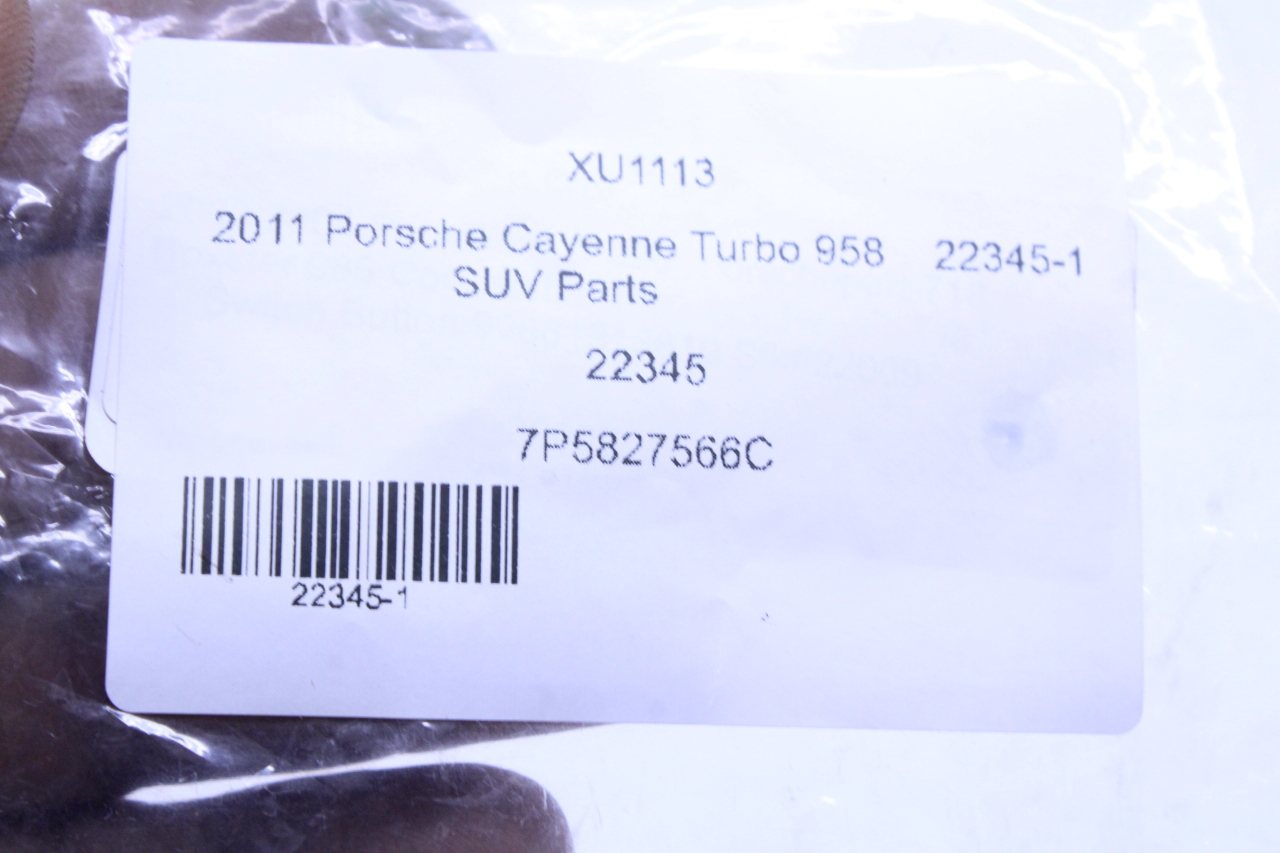 XU1113
2011 Porsche Cayenne Turbo 958 22345-1
SUV Parts
22345
7P5827566C
22345-1